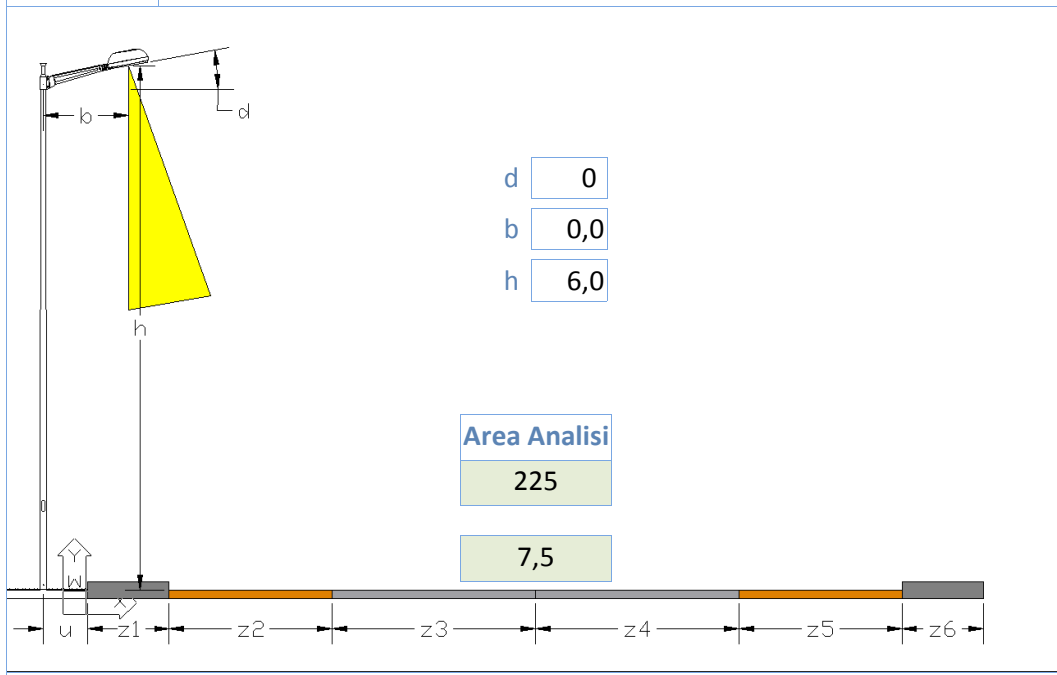 b
d
d 0
b 0,0
h 6,0
h
Area Analisi
225
7,5
Y
W
X
u z1 z2 z3 z4 z5 z6